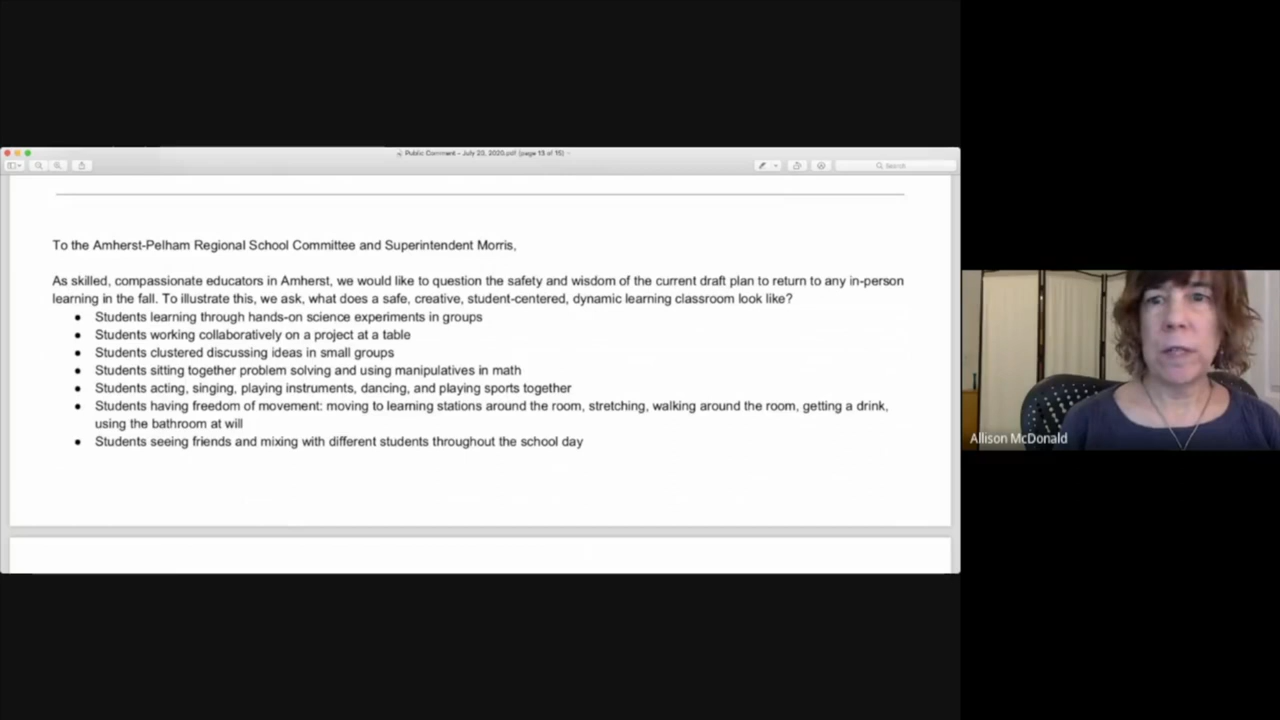 Public Comment - July 20, 2020.pdf (page 13 of 15)
Search
To the Amherst-Pelham Regional School Committee and Superintendent Morris,
As skilled, compassionate educators in Amherst, we would like to question the safety and wisdom of the current draft plan to return to any in-person
learning in the fall. To illustrate this, we ask, what does a safe, creative, student-centered, dynamic learning classroom look like?
● Students learning through hands-on science experiments in groups
● Students working collaboratively on a project at a table
● Students clustered discussing ideas in small groups
● Students sitting together problem solving and using manipulatives in math
● Students acting, singing, playing instruments, dancing, and playing sports together
● Students having freedom of movement: moving to learning stations around the room, stretching, walking around the room, getting a drink,
using the bathroom at will
● Students seeing friends and mixing with different students throughout the school day
Allison McDonald